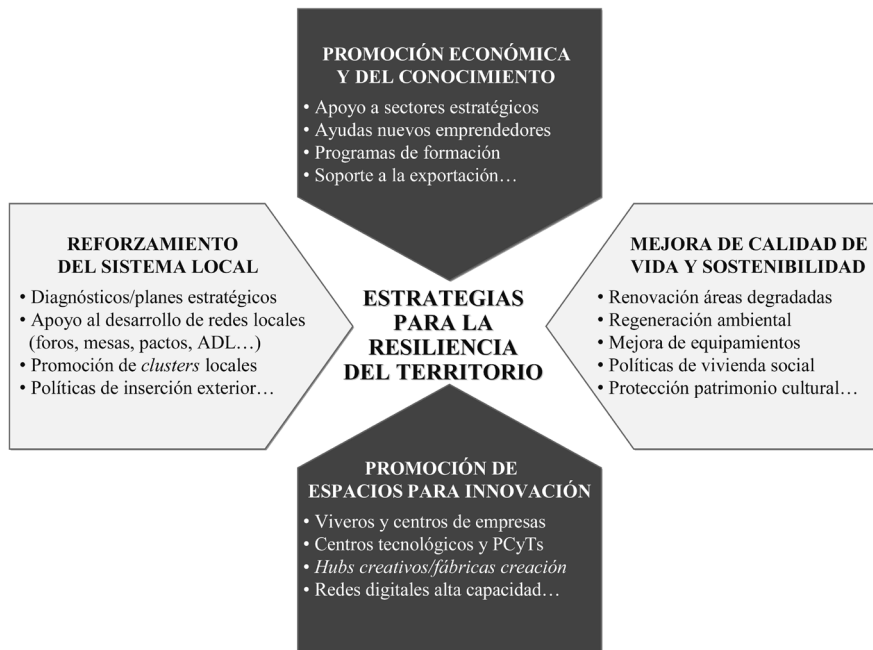 PROMOCIÓN ECONÓMICA
Y DEL CONOCIMIENTO
• Apoyo a sectores estratégicos
• Ayudas nuevos emprendedores
• Programas de formación
• Soporte a la exportación…
REFORZAMIENTO
DEL SISTEMA LOCAL
• Diagnósticos/planes estratégicos
• Apoyo al desarrollo de redes locales
(foros, mesas, pactos, ADL…)
• Promoción de clusters locales
• Políticas de inserción exterior…
ESTRATEGIAS
PARA LA
RESILIENCIA
DEL TERRITORIO
MEJORA DE CALIDAD DE
VIDA Y SOSTENIBILIDAD
• Renovación áreas degradadas
• Regeneración ambiental
• Mejora de equipamientos
• Políticas de vivienda social
• Protección patrimonio cultural…
PROMOCIÓN DE
ESPACIOS PARA INNOVACIÓN
• Viveros y centros de empresas
• Centros tecnológicos y PCyTs
• Hubs creativos/fábricas creación
• Redes digitales alta capacidad…